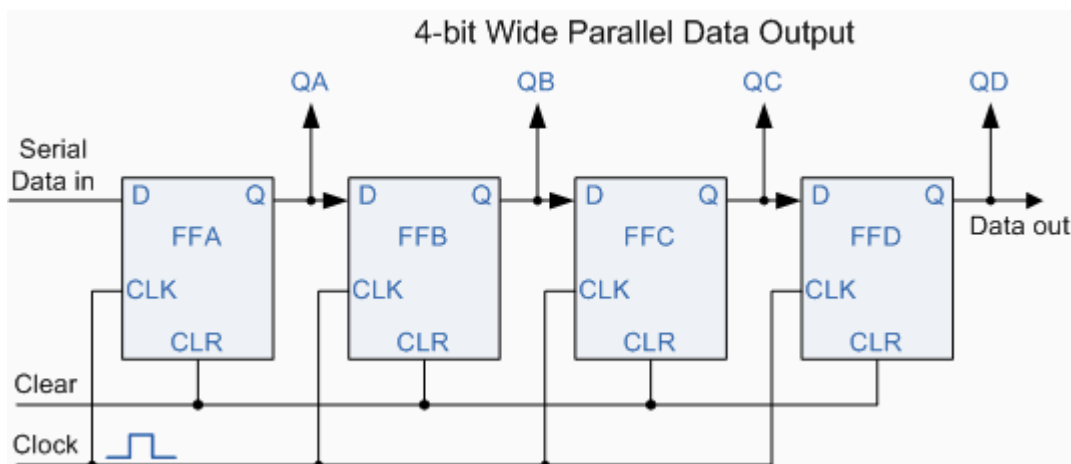 4-bit Wide Parallel Data Output
QA QB QC QD
Serial
Data in
D Q D Q D Q D Q
Data out
FFA FFB FFC FFD
CLK CLK CLK CLK
CLR CLR CLR CLR
Clear
Clock